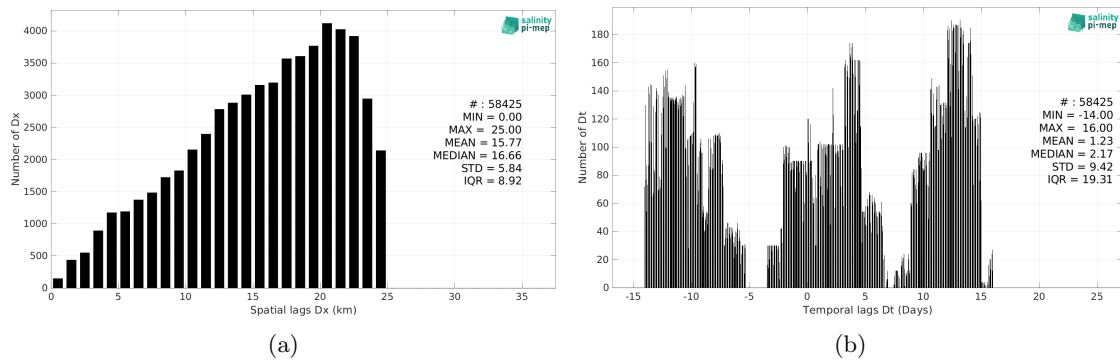 salinity
pi-mep
4000
3500
3000
2500
2000
1500
1000
500
0
Number of Dx
# : 58425
MIN = 0.00
MAX = 25.00
MEAN = 15.77
MEDIAN = 16.66
STD = 5.84
IQR = 8.92
0 5 10 15 20 25 30 35
Spatial lags Dx (km)
(a)
salinity
pi-mep
180
160
140
120
100
80
60
40
20
0
Number of Dt
# : 58425
MIN = -14.00
MAX = 16.00
MEAN = 1.23
MEDIAN = 2.17
STD = 9.42
IQR = 19.31
-15 -10 -5 0 5 10 15 20 25
Temporal lags Dt (Days)
(b)